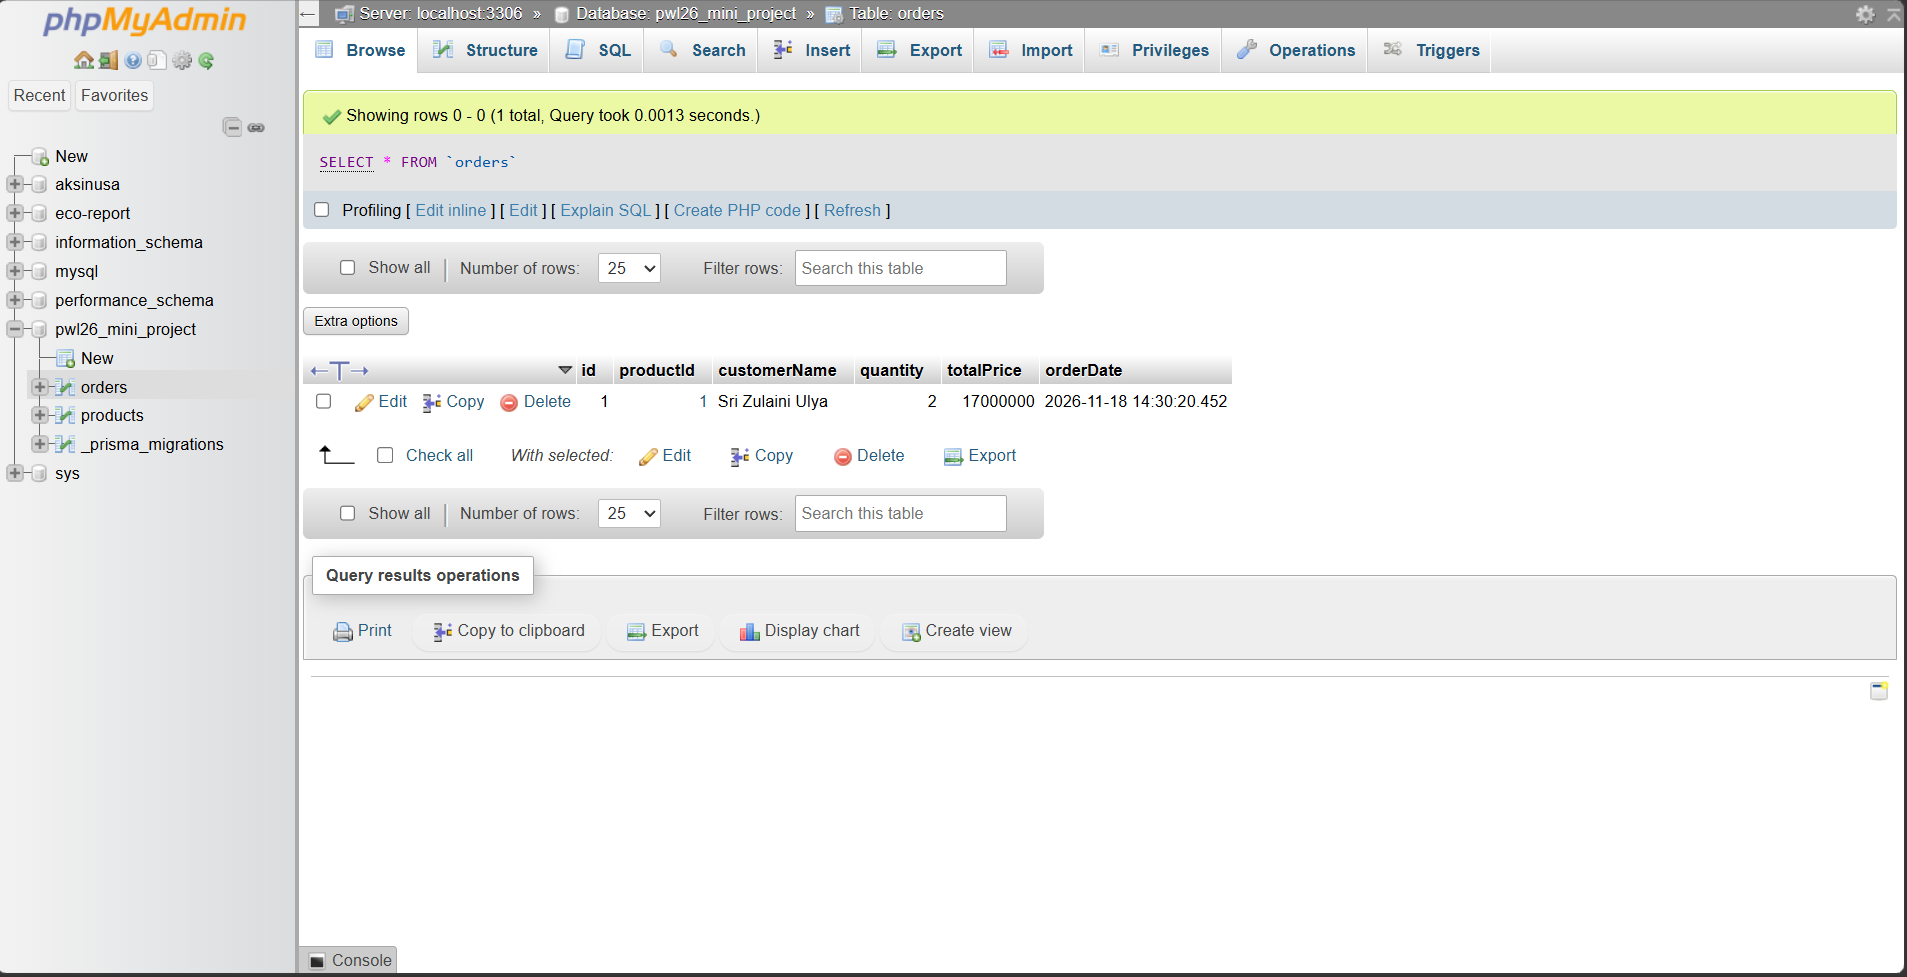 phpMyAdmin
Recent Favorites
New
aksinusa
eco-report
information_schema
mysql
performance_schema
pwl26_mini_project
New
orders
products
_prisma_migrations
sys
Server: localhost:3306 » Database: pwl26_mini_project » Table: orders
Browse Structure SQL Search Insert Export Import Privileges Operations Triggers
Showing rows 0 - 0 (1 total, Query took 0.0013 seconds.)
SELECT * FROM `orders`
Profiling [ Edit inline ] [ Edit ] [ Explain SQL ] [ Create PHP code ] [ Refresh ]
Show all | Number of rows: 25 Filter rows: Search this table
Extra options
←T→ id productId customerName quantity totalPrice orderDate
Edit Copy Delete 1 1 Sri Zulaini Ulya 2 17000000 2026-11-18 14:30:20.452
Check all With selected: Edit Copy Delete Export
Show all | Number of rows: 25 Filter rows: Search this table
Query results operations
Print Copy to clipboard Export Display chart Create view
Console